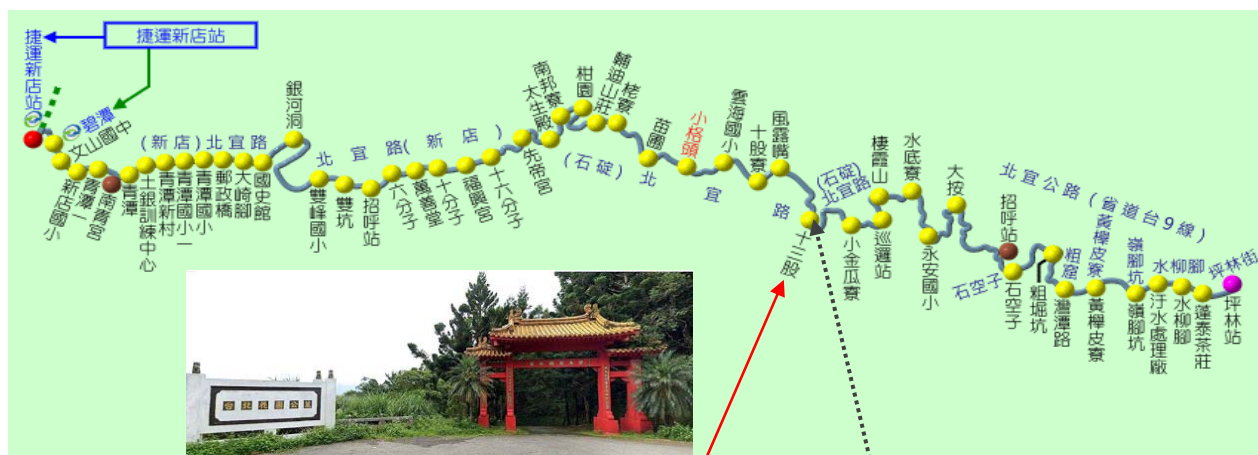 捷運新店站
捷運新店站
碧潭
文山國中
新店國小
青潭一
南青宮
青潭
土銀訓練中心
青潭新村
青潭國小一
青潭國小
郵政橋
大崎腳
國史館
(新店)北宜路
銀河洞
北宜路(新店)
雙峰國小
雙坑
招呼站
六分子
萬善堂
十分子
福興宮
十六分子
先帝宮
太生殿
南邦寮
柑園
輔迪山莊
栳寮
(石碇)北宜路
苗圃
小格頭
雲海國小
十股寮
風露嘴
十三股
(石碇)
北宜路
小金瓜寮
棲霞山
巡邏站
水底寮
永安國小
大按
北宜公路(省道台9線)
招呼站
石空子
石空子
粗窟
粗堀坑
灣潭路
黃櫸皮寮
黃櫸皮寮
嶺腳坑
嶺腳坑
水柳腳
汙水處理廠
水柳腳
蓬泰茶莊
坪林街
坪林站